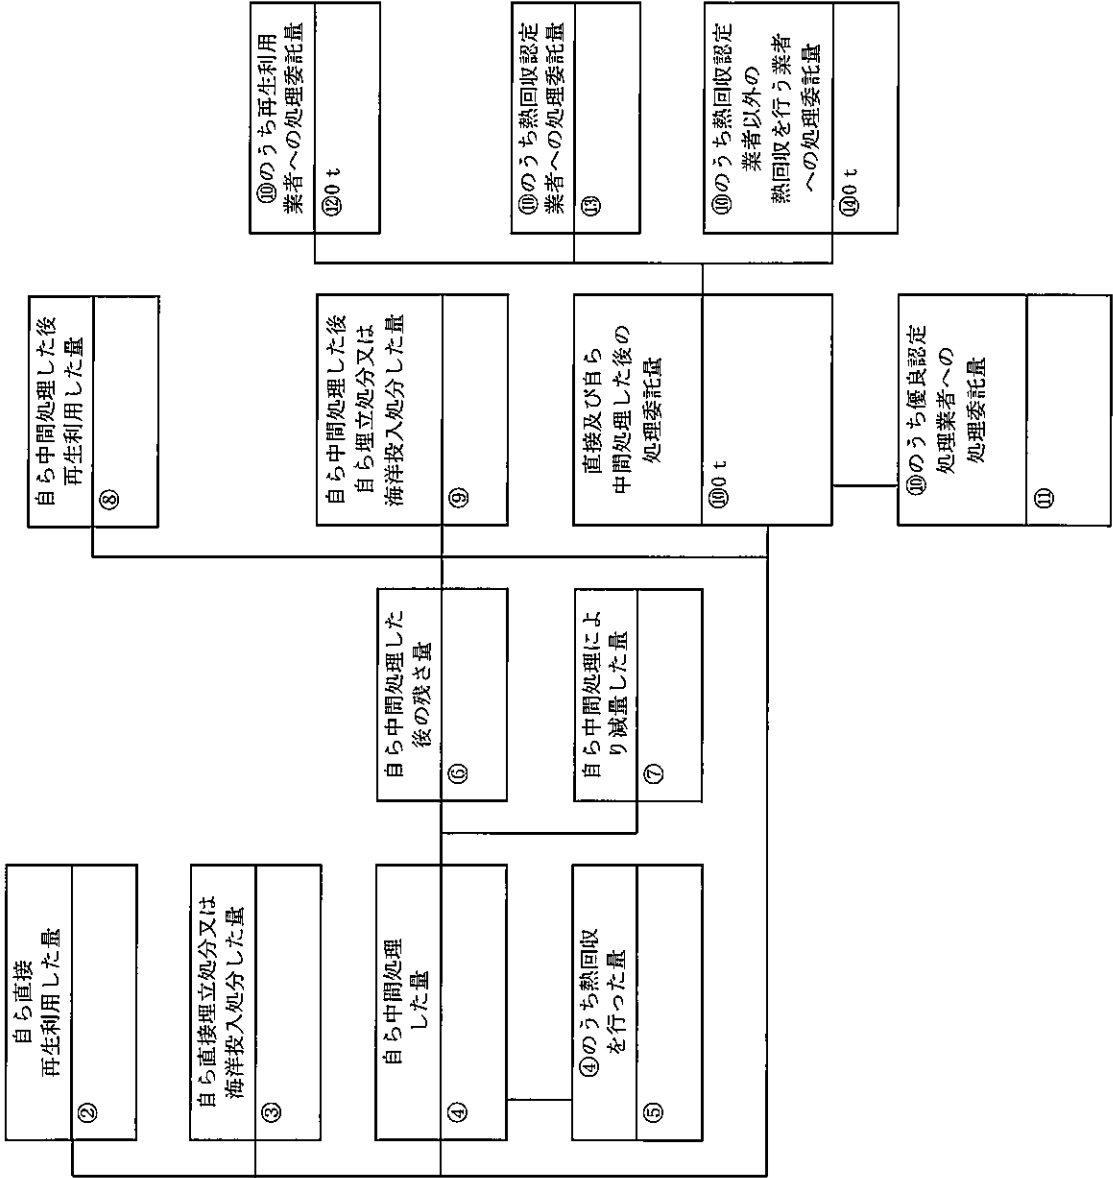 自ら直接
再生利用した量
②
自ら直接埋立処分又は
海洋投入処分した量
③
自ら中間処理
した量
④
④のうち熱回収
を行った量
⑤
自ら中間処理した
後の残さ量
⑥
自ら中間処理によ
り減量した量
⑦
自ら中間処理した後
再生利用した量
⑧
自ら中間処理した後
自ら埋立処分又は
海洋投入処分した量
⑨
直接及び自ら
中間処理した後の
処理委託量
⑩0 t
⑩のうち優良認定
処理業者への
処理委託量
⑪
⑩のうち再生利用
業者への処理委託量
⑫0 t
⑩のうち熱回収認定
業者への処理委託量
⑬
⑩のうち熱回収認定
業者以外の
熱回収を行う業者
への処理委託量
⑭0 t